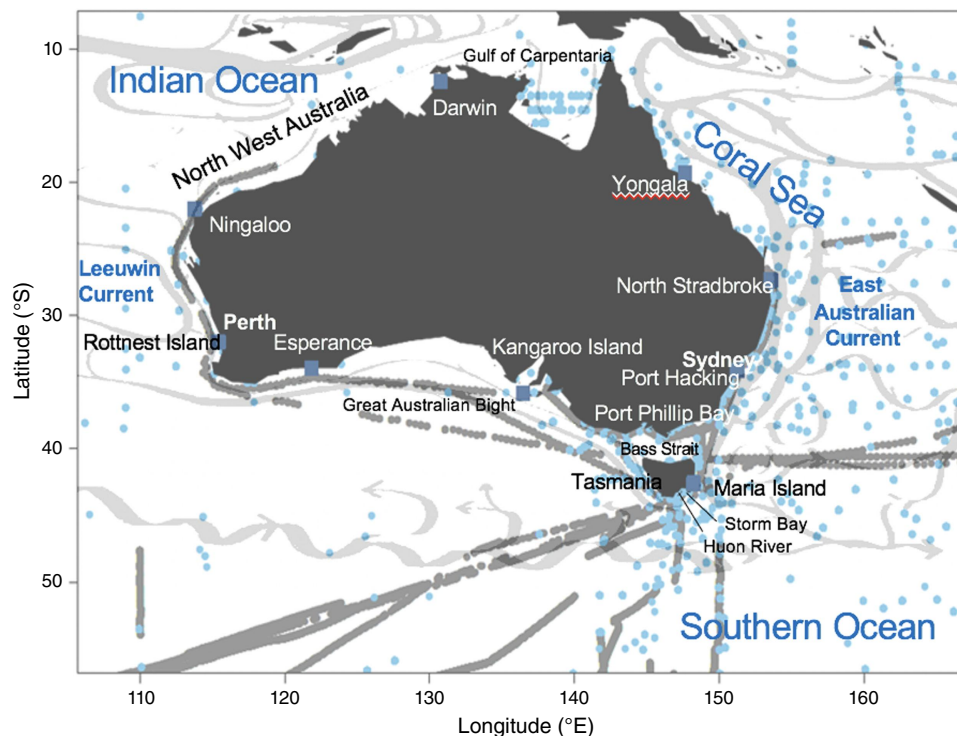 10
20
30
40
50
Latitude (°S)
Gulf of Carpentaria
Indian Ocean
Darwin
North West Australia
Coral Sea
Yongala
Ningaloo
Leeuwin
Current
North Stradbroke
East
Australian
Current
Perth
Rottnest Island
Esperance
Kangaroo Island
Sydney
Port Hacking
Great Australian Bight
Port Phillip Bay
Bass Strait
Tasmania
Maria Island
Storm Bay
Huon River
Southern Ocean
110
120
130
140
150
160
Longitude (°E)